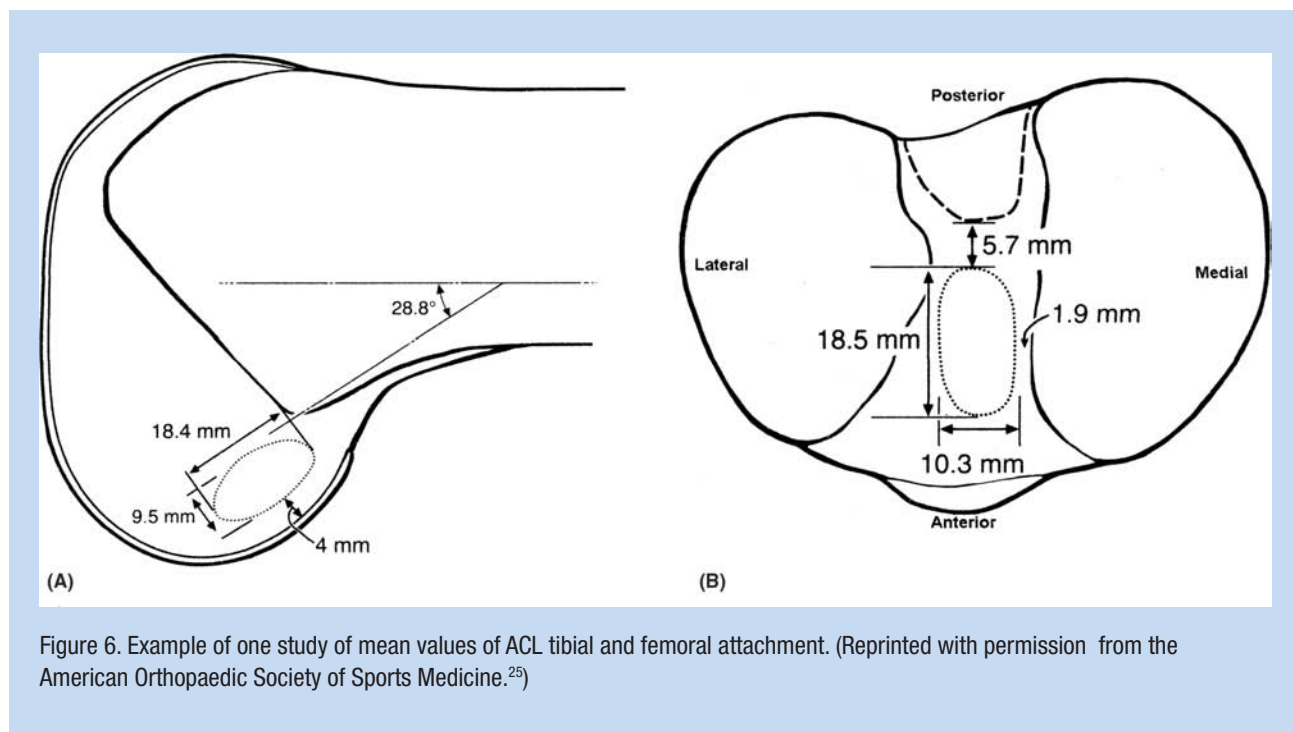 28.8°
18.4 mm
9.5 mm
4 mm
(A)
Posterior
5.7 mm
Lateral
Medial
1.9 mm
18.5 mm
10.3 mm
Anterior
(B)
Figure 6. Example of one study of mean values of ACL tibial and femoral attachment. (Reprinted with permission from the
American Orthopaedic Society of Sports Medicine.25)